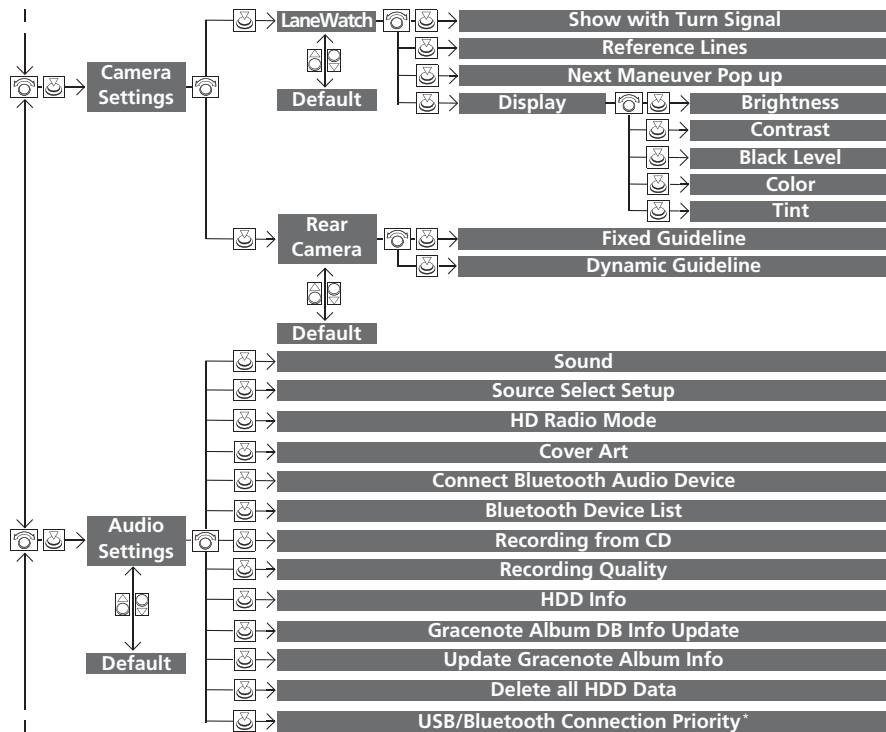 LaneWatch
Show with Turn Signal
Reference Lines
Next Maneuver Pop up
Camera
Settings
Default
Display
Brightness
Contrast
Black Level
Color
Tint
Rear
Camera
Fixed Guideline
Dynamic Guideline
Default
Sound
Source Select Setup
HD Radio Mode
Cover Art
Connect Bluetooth Audio Device
Bluetooth Device List
Audio
Settings
Recording from CD
Recording Quality
HDD Info
Gracenote Album DB Info Update
Default
Update Gracenote Album Info
Delete all HDD Data
USB/Bluetooth Connection Priority*